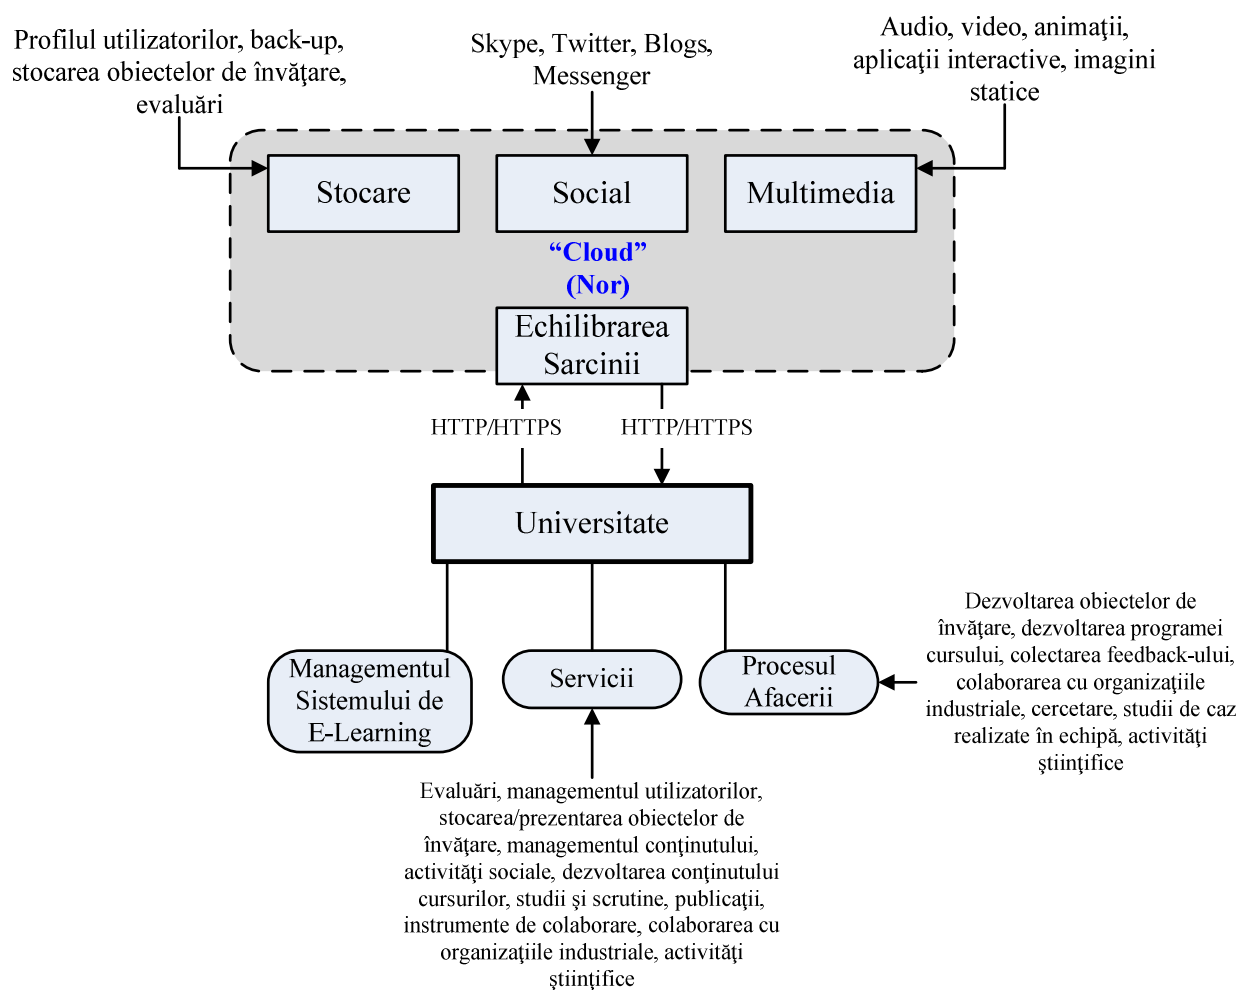 Profilul utilizatorilor, back-up,
stocarea obiectelor de învăţare,
evaluări
Skype, Twitter, Blogs,
Messenger
Audio, video, animaţii,
aplicaţii interactive, imagini
statice
Stocare
Social
Multimedia
“Cloud”
(Nor)
Echilibrarea
Sarcinii
HTTP/HTTPS
HTTP/HTTPS
Universitate
Managementul
Sistemului de
E-Learning
Servicii
Procesul
Afacerii
Dezvoltarea obiectelor de
învăţare, dezvoltarea programei
cursului, colectarea feedback-ului,
colaborarea cu organizaţiile
industriale, cercetare, studii de caz
realizate în echipă, activităţi
ştiinţifice
Evaluări, managementul utilizatorilor,
stocarea/prezentarea obiectelor de
învăţare, managementul conţinutului,
activităţi sociale, dezvoltarea conţinutului
cursurilor, studii şi scrutine, publicaţii,
instrumente de colaborare, colaborarea cu
organizaţiile industriale, activităţi
ştiinţifice